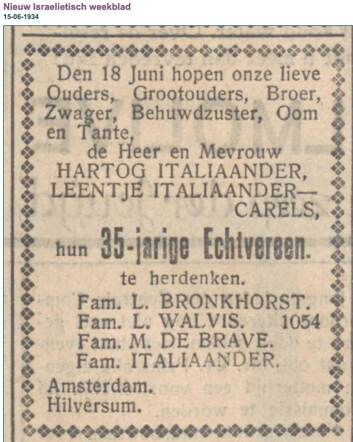 Nieuw Israelietisch weekblad
15-06-1934
Den 18 Juni hopen onze lieve
Ouders, Grootouders, Broer,
Zwager, Behuwdzuster, Oom
en Tante,
de Heer en Mevrouw
HARTOG ITALIAANDER,
LEENTJE ITALIAANDER—
CARELS,
hun 35-jarige Echtvereen.
te herdenken.
Fam. L. BRONKHORST.
Fam. L. WALVIS. 1054
Fam. M. DE BRAVE.
Fam. ITALIAANDER.
Amsterdam.
Hilversum.